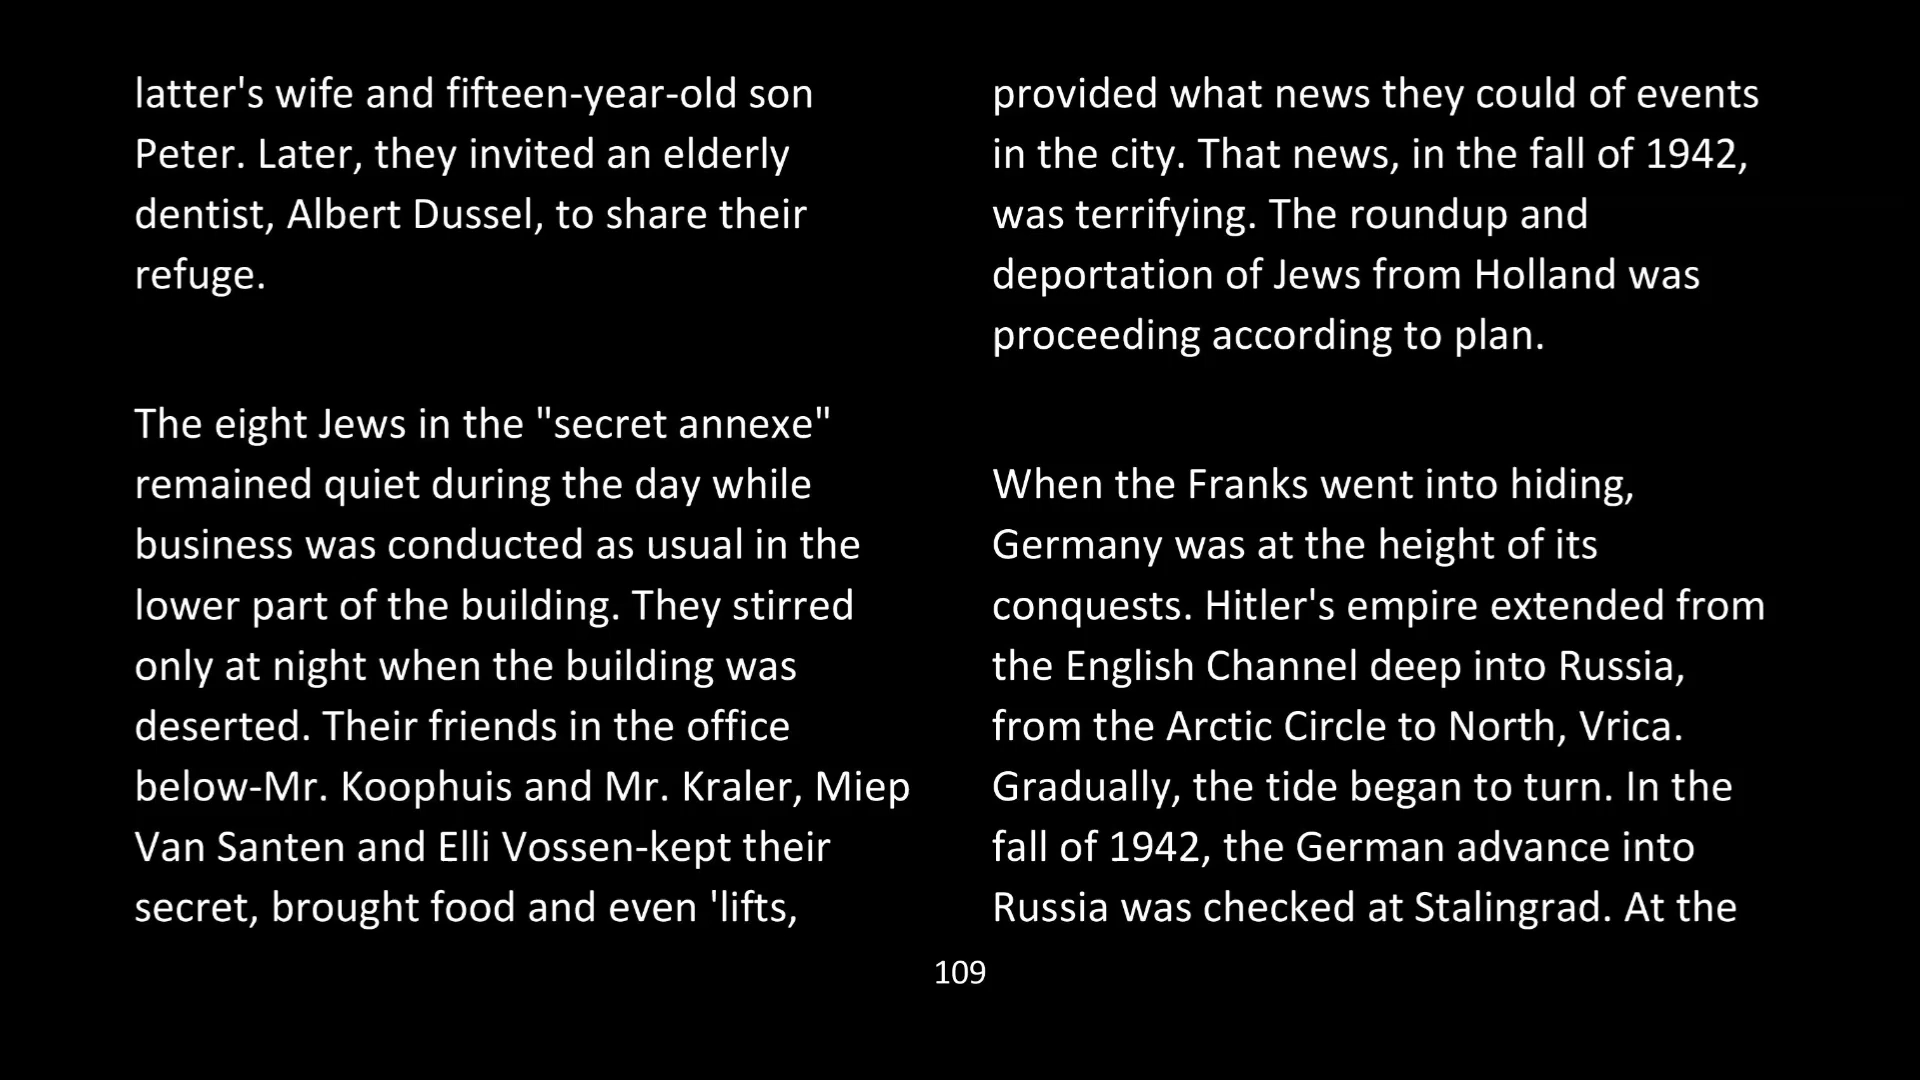 latter's wife and fifteen-year-old son
Peter. Later, they invited an elderly
dentist, Albert Dussel, to share their
refuge.
The eight Jews in the "secret annexe"
remained quiet during the day while
business was conducted as usual in the
lower part of the building. They stirred
only at night when the building was
deserted. Their friends in the office
below-Mr. Koophuis and Mr. Kraler, Miep
Van Santen and Elli Vossen-kept their
secret, brought food and even 'lifts,
provided what news they could of events
in the city. That news, in the fall of 1942,
was terrifying. The roundup and
deportation of Jews from Holland was
proceeding according to plan.
When the Franks went into hiding,
Germany was at the height of its
conquests. Hitler's empire extended from
the English Channel deep into Russia,
from the Arctic Circle to North, Vrica.
Gradually, the tide began to turn. In the
fall of 1942, the German advance into
Russia was checked at Stalingrad. At the
109